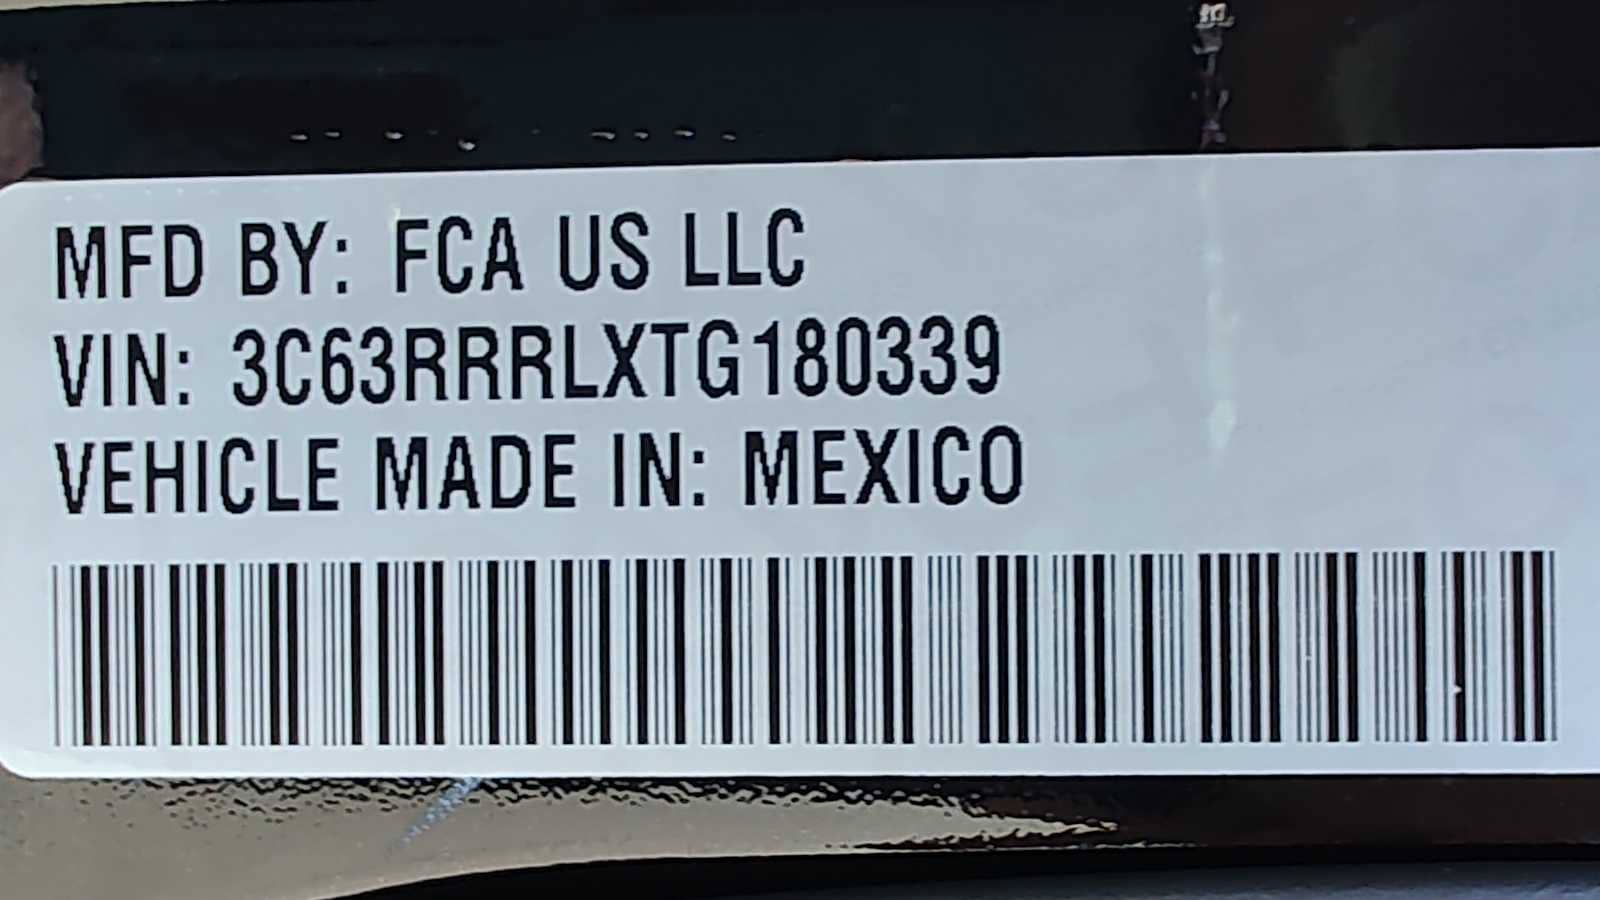 MFD BY: FCA US LLC
VIN: 3C63RRRLXTG180339
VEHICLE MADE IN: MEXICO